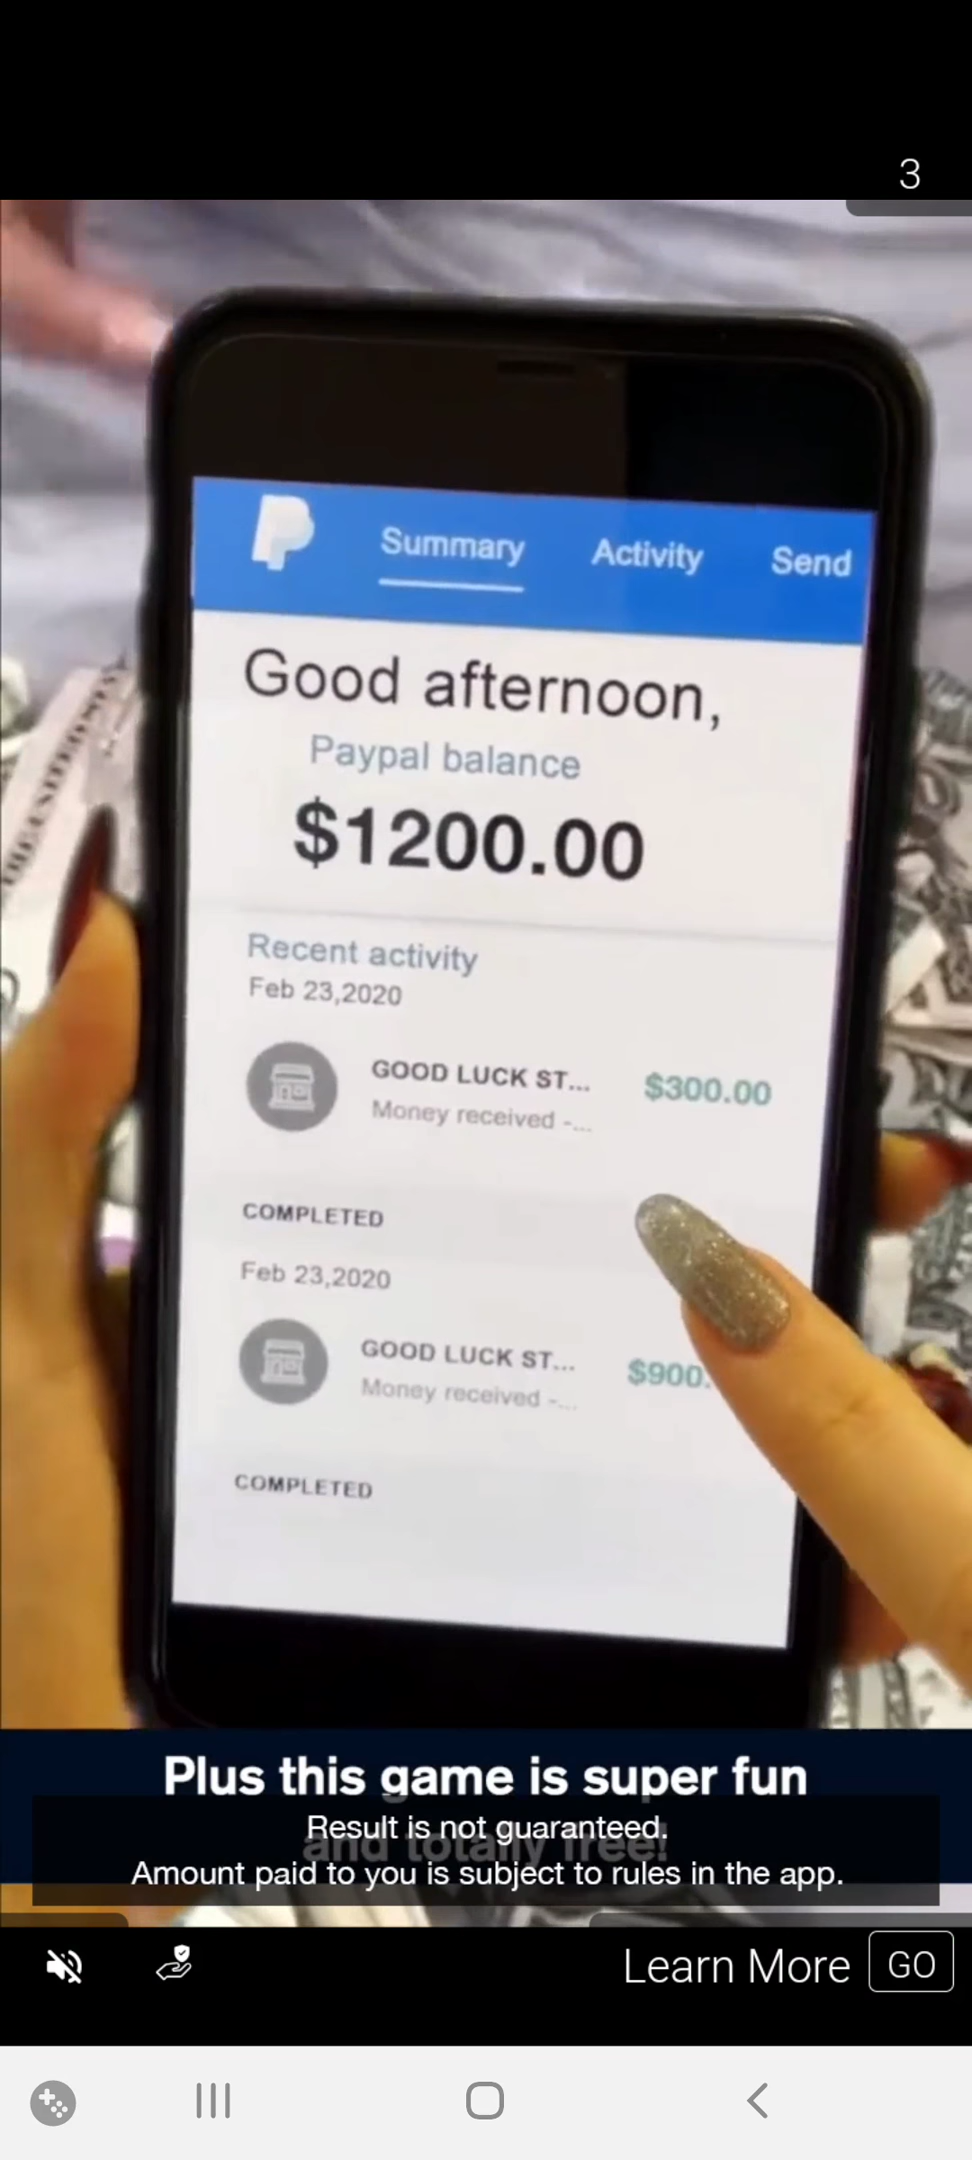 3
Summary Activity Send
Good afternoon,
Paypal balance
$1200.00
Recent activity
Feb 23,2020
GOOD LUCK ST... $300.00
Money received -...
COMPLETED
Feb 23,2020
GOOD LUCK ST... $900.
Money received -...
COMPLETED
Plus this game is super fun
and totally free!
Result is not guaranteed.
Amount paid to you is subject to rules in the app.
Learn More GO